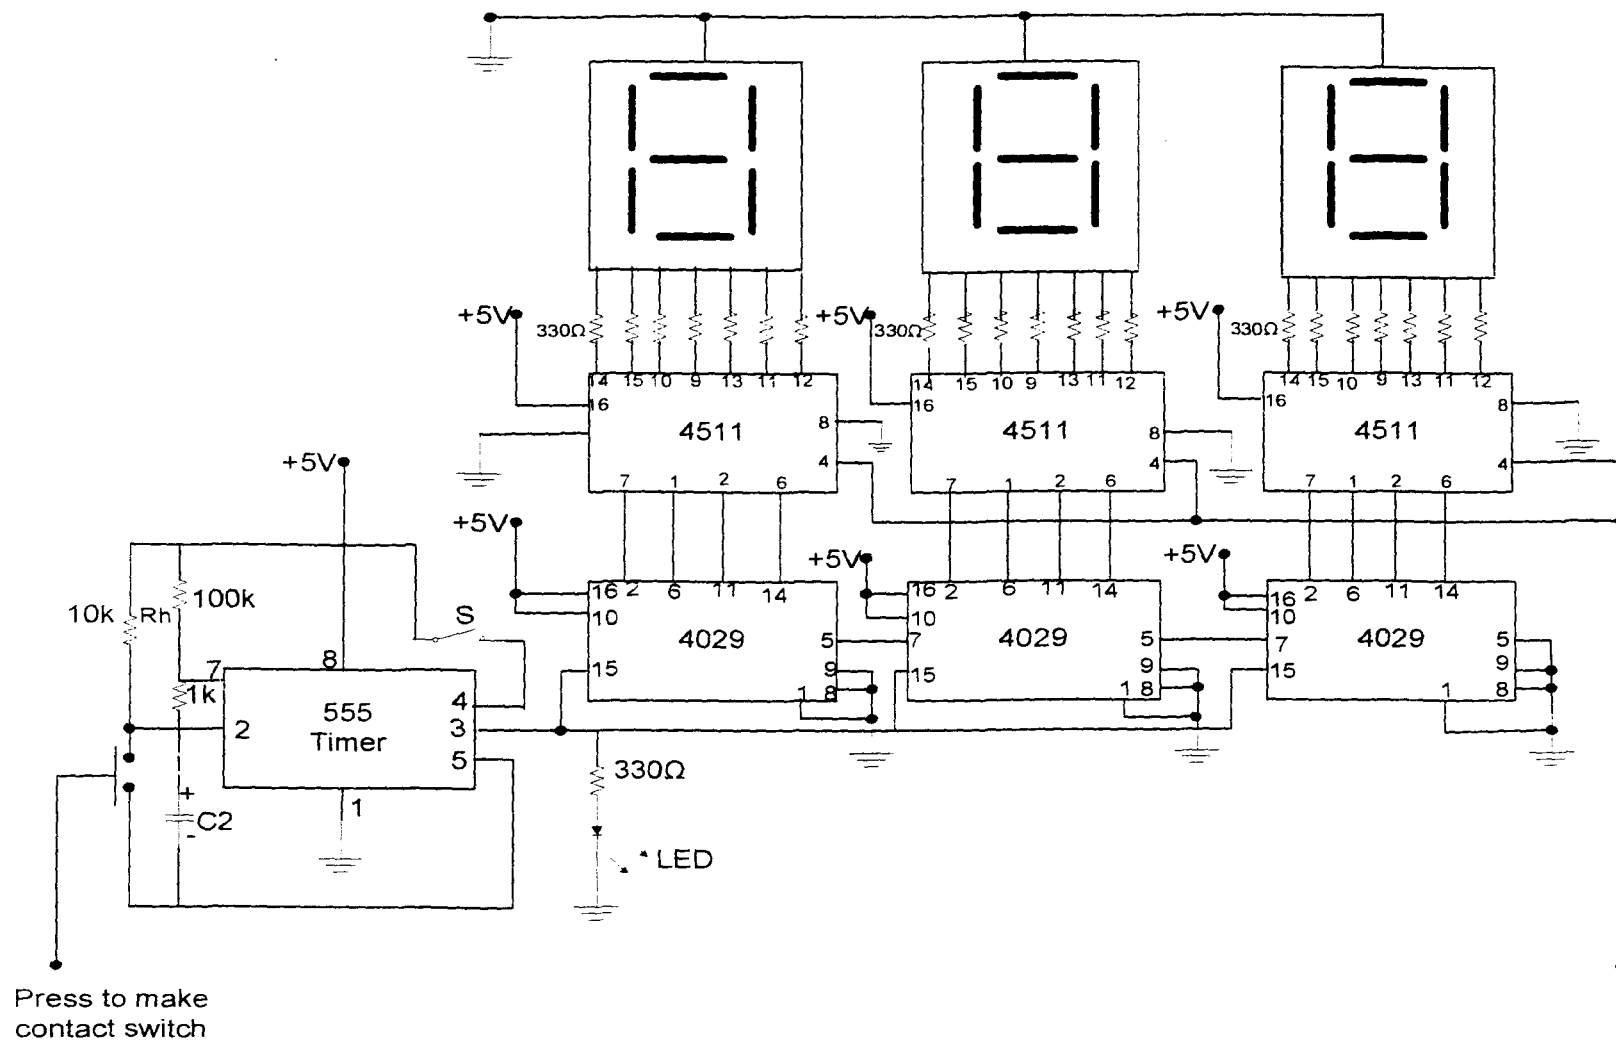 +5V 330Ω +5V 330Ω +5V 330Ω
14 15 10 9 13 11 12
16 4511 8 4
7 1 2 6
14 15 10 9 13 11 12
16 4511 8 4
7 1 2 6
14 15 10 9 13 11 12
16 4511 8 4
7 1 2 6
+5V
+5V
+5V
+5V
16 2 6 11 14
10 4029 5
15 9
1 8
16 2 6 11 14
10
7 4029 5
15 9
1 8
16 2 6 11 14
10
7 4029 5
15 9
1 8
10k Rh 100k S
7 8
1k
555 4
2 Timer 3
5
1
+
C2
-
330Ω
LED
Press to make
contact switch